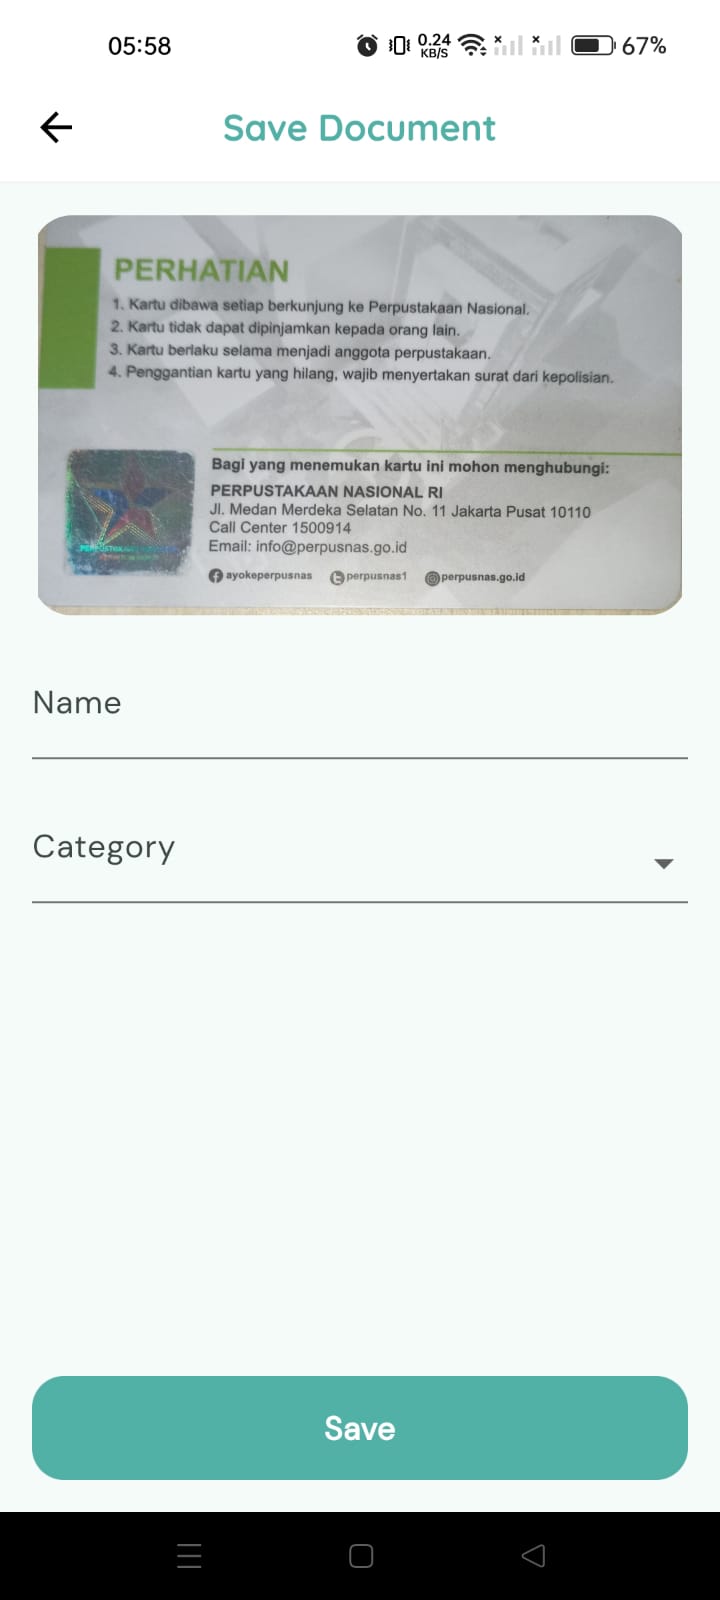 05:58
0.24
KB/S
67%
Save Document
PERHATIAN
1. Kartu dibawa setiap berkunjung ke Perpustakaan Nasional.
2. Kartu tidak dapat dipinjamkan kepada orang lain.
3. Kartu berlaku selama menjadi anggota perpustakaan.
4. Penggantian kartu yang hilang, wajib menyertakan surat dari kepolisian.
Bagi yang menemukan kartu ini mohon menghubungi:
PERPUSTAKAAN NASIONAL RI
Jl. Medan Merdeka Selatan No. 11 Jakarta Pusat 10110
Call Center 1500914
Email: info@perpusnas.go.id
ayokeperpusnas perpusnas1 perpusnas.go.id
Name
Category
Save